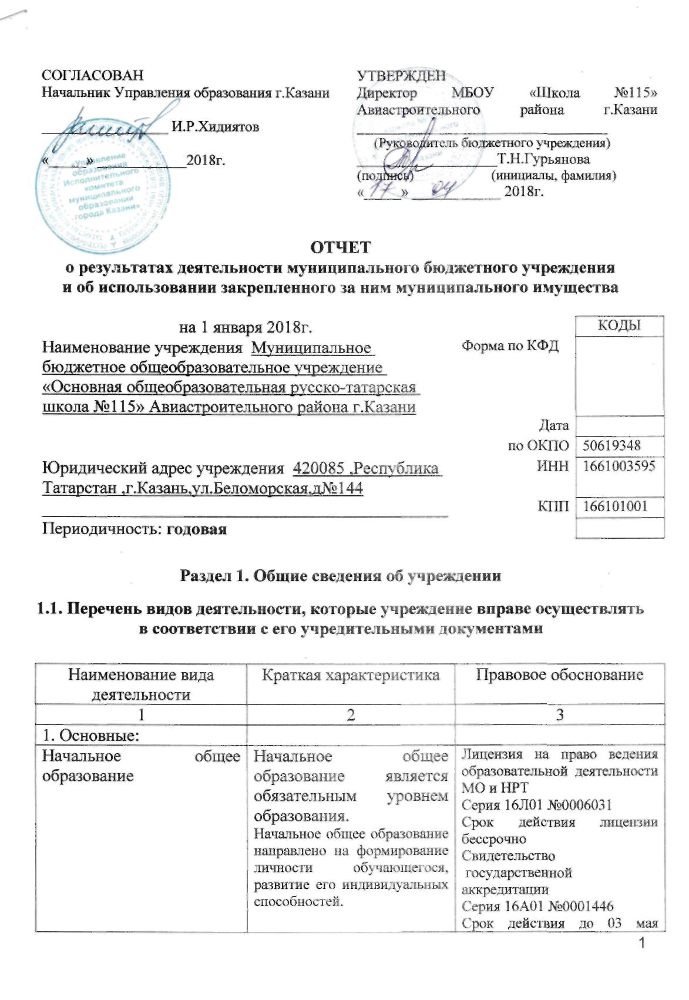 СОГЛАСОВАН
Начальник Управления образования г.Казани
И.Р.Хидиятов
« » 2018г.
«Управление
образования
Исполнительного
комитета
муниципального
образования
города Казани»
УТВЕРЖДЕН
Директор МБОУ «Школа №115»
Авиастроительного района г.Казани
(Руководитель бюджетного учреждения)
Т.Н.Гурьянова
(подпись) (инициалы, фамилия)
« 17 » 04 2018г.
ОТЧЕТ
о результатах деятельности муниципального бюджетного учреждения
и об использовании закрепленного за ним муниципального имущества
на 1 января 2018г.
КОДЫ
Наименование учреждения Муниципальное
Форма по КФД
бюджетное общеобразовательное учреждение
«Основная общеобразовательная русско-татарская
школа №115» Авиастроительного района г.Казани
Дата
по ОКПО 50619348
Юридический адрес учреждения 420085 ,Республика
ИНН 1661003595
Татарстан ,г.Казань,ул.Беломорская,д№144
КПП 166101001
Периодичность: годовая
Раздел 1. Общие сведения об учреждении
1.1. Перечень видов деятельности, которые учреждение вправе осуществлять
в соответствии с его учредительными документами
Наименование вида
деятельности
Краткая характеристика
Правовое обоснование
1 2 3
1. Основные:
Начальное общее
образование
Начальное общее
образование является
обязательным уровнем
образования.
Начальное общее образование
направлено на формирование
личности обучающегося,
развитие его индивидуальных
способностей.
Лицензия на право ведения
образовательной деятельности
МО и НРТ
Серия 16Л01 №0006031
Срок действия лицензии
бессрочно
Свидетельство
государственной
аккредитации
Серия 16А01 №0001446
Срок действия до 03 мая
1